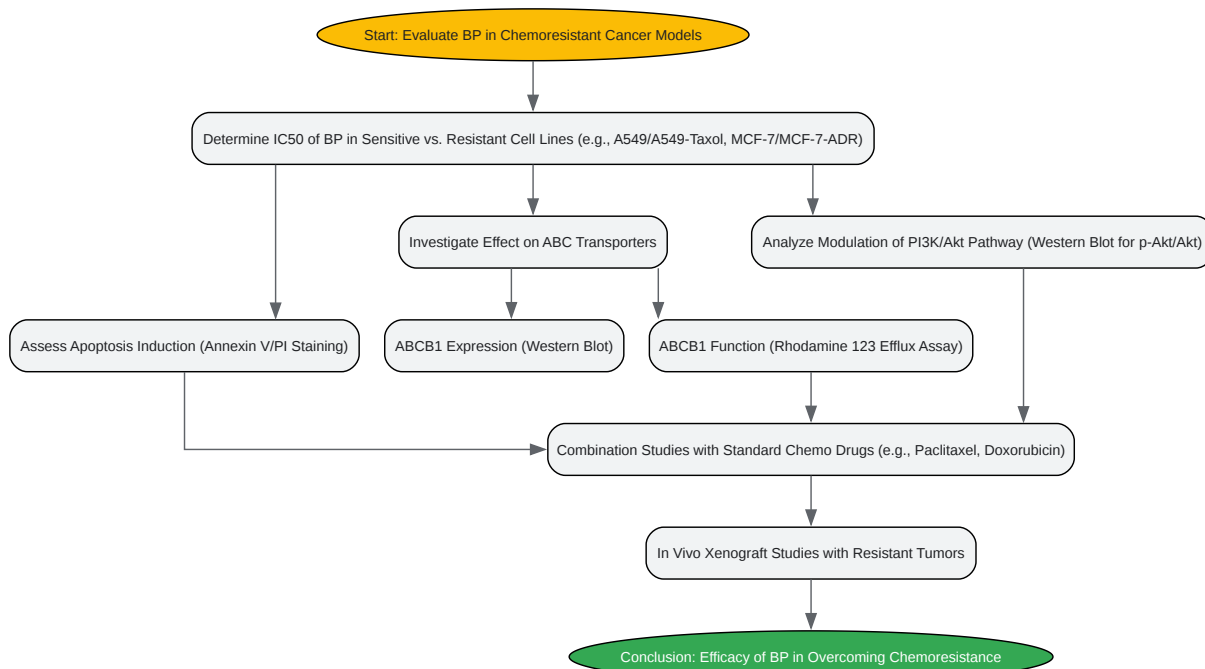 Start: Evaluate BP in Chemoresistant Cancer Models
Determine IC50 of BP in Sensitive vs. Resistant Cell Lines (e.g., A549/A549-Taxol, MCF-7/MCF-7-ADR)
Investigate Effect on ABC Transporters
Analyze Modulation of PI3K/Akt Pathway (Western Blot for p-Akt/Akt)
Assess Apoptosis Induction (Annexin V/PI Staining)
ABCB1 Expression (Western Blot)
ABCB1 Function (Rhodamine 123 Efflux Assay)
Combination Studies with Standard Chemo Drugs (e.g., Paclitaxel, Doxorubicin)
In Vivo Xenograft Studies with Resistant Tumors
Conclusion: Efficacy of BP in Overcoming Chemoresistance